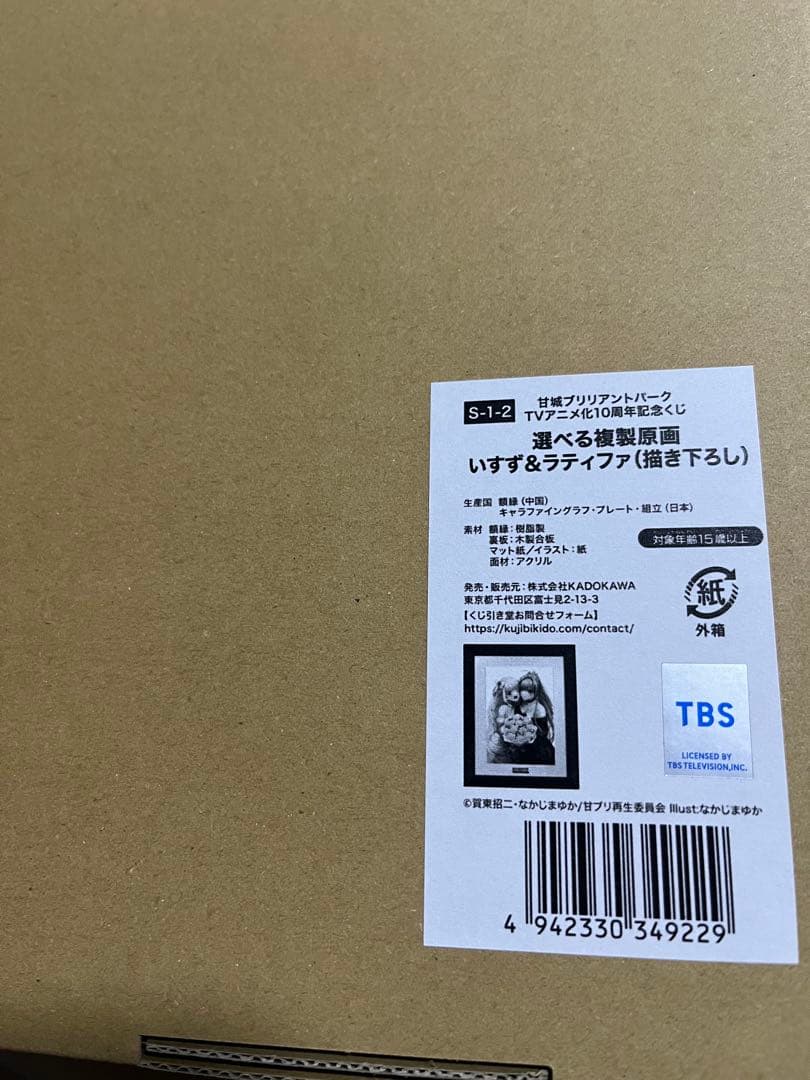 S-1-2
甘城ブリリアントパーク
TVアニメ化10周年記念くじ
選べる複製原画
いすず&ラティファ(描き下ろし)
生産国 額縁(中国)
キャラファイングラフ・プレート・組立(日本)
素材 額縁:樹脂製
裏板:木製合板
マット紙/イラスト:紙
面材:アクリル
対象年齢15歳以上
発売・販売元:株式会社KADOKAWA
東京都千代田区富士見2-13-3
【くじ引き堂お問合せフォーム】
https://kujibikido.com/contact/
紙
外箱
TBS
LICENSED BY
TBS TELEVISION,INC.
©賀東招二・なかじまゆか/甘ブリ再生委員会 Illust:なかじまゆか
4 942330 349229